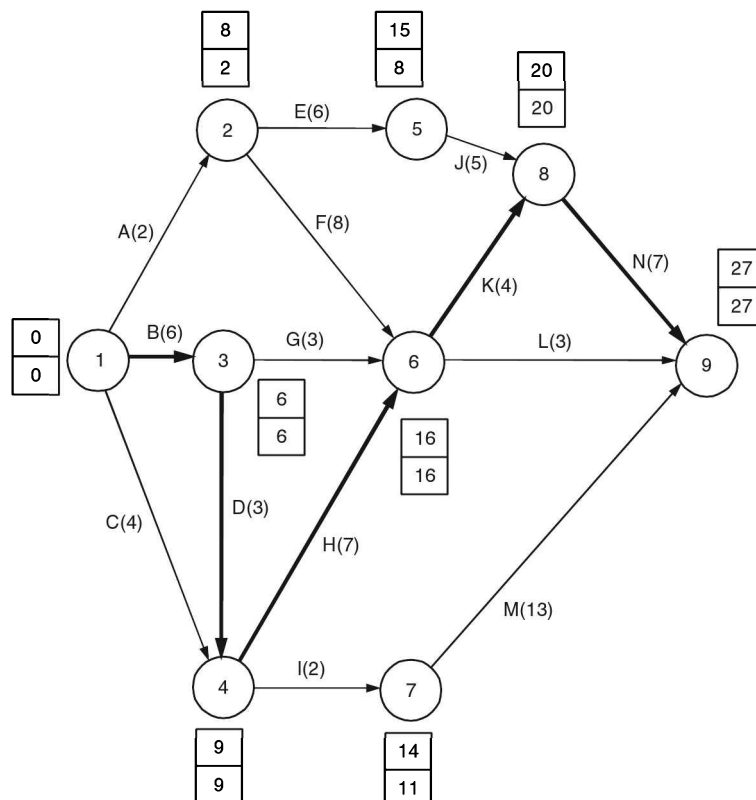 8
2
15
8
20
20
2
E(6)
5
J(5)
8
A(2)
F(8)
K(4)
N(7)
27
27
0
0
1
B(6)
3
G(3)
6
L(3)
9
6
6
16
16
C(4)
D(3)
H(7)
M(13)
4
I(2)
7
9
9
14
11